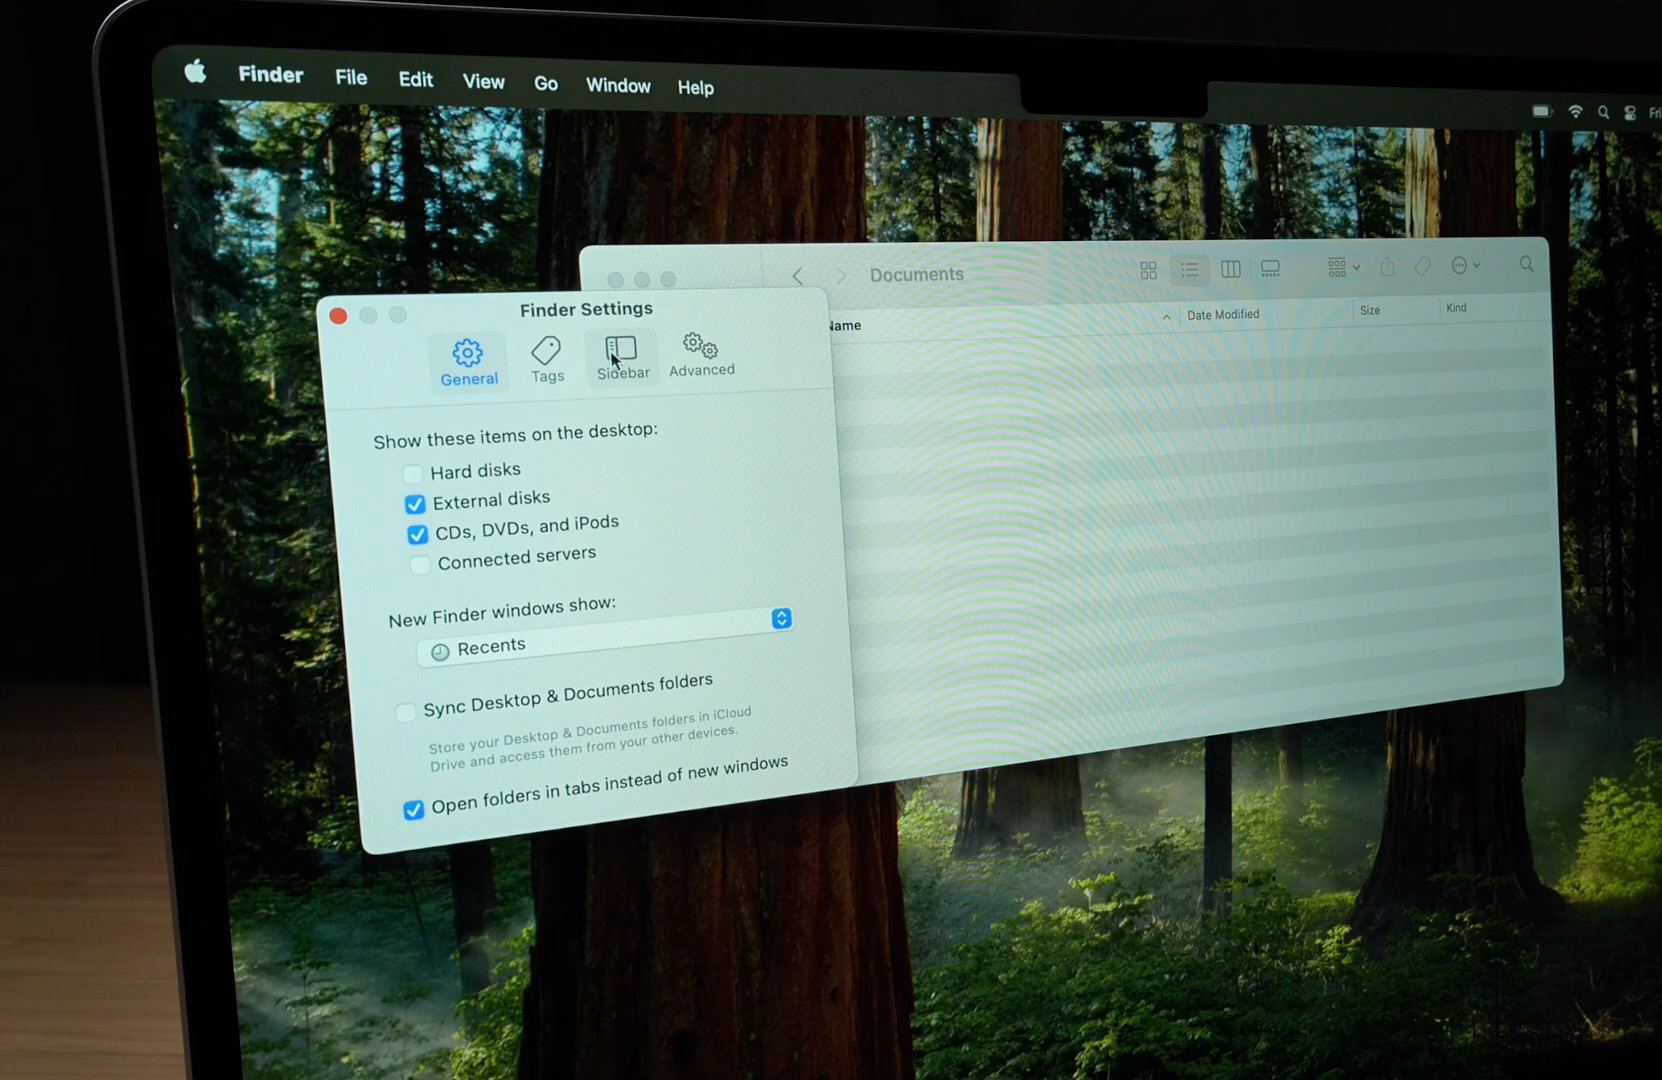 Finder File Edit View Go Window Help
Documents
Date Modified Size Kind
Finder Settings
General Tags Sidebar Advanced
Show these items on the desktop:
Hard disks
External disks
CDs, DVDs, and iPods
Connected servers
New Finder windows show:
Recents
Sync Desktop & Documents folders
Store your Desktop & Documents folders in iCloud
Drive and access them from your other devices.
Open folders in tabs instead of new windows